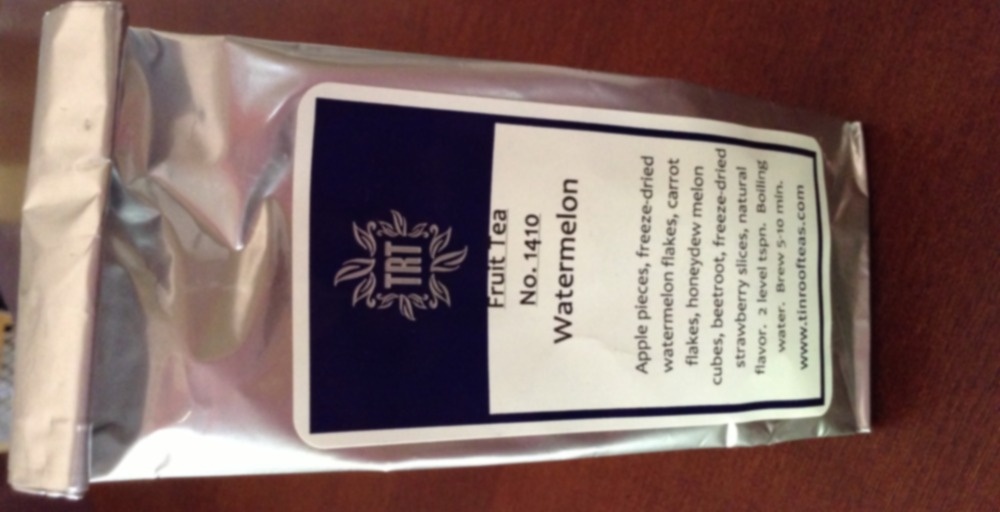 TRT
Fruit Tea
No. 1410
Watermelon
Apple pieces, freeze-dried
watermelon flakes, carrot
flakes, honeydew melon
cubes, beetroot, freeze-dried
strawberry slices, natural
flavor. 2 level tspn. Boiling
water. Brew 5-10 min.
www.tinroofteas.com